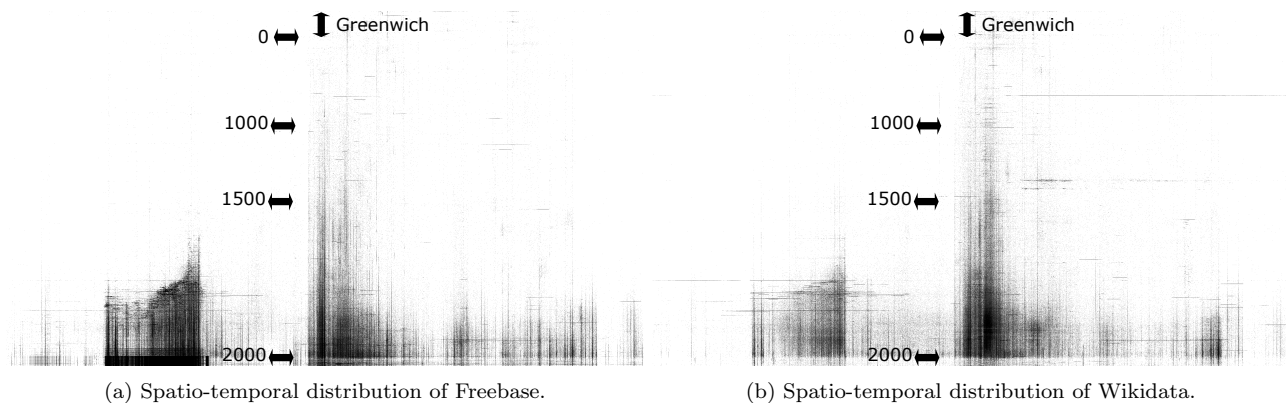 Greenwich
0
1000
1500
2000
(a) Spatio-temporal distribution of Freebase.
Greenwich
0
1000
1500
2000
(b) Spatio-temporal distribution of Wikidata.